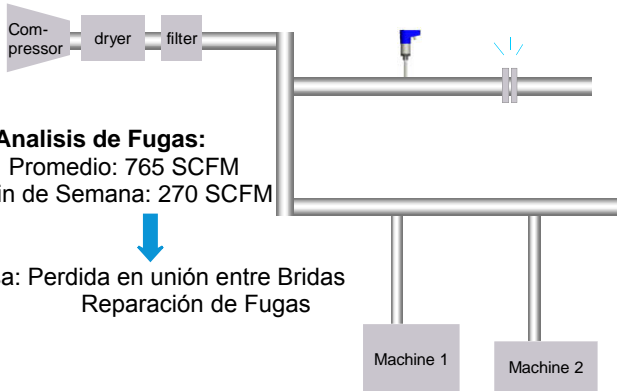 Com-
pressor
dryer
filter
Analisis de Fugas:
Promedio: 765 SCFM
in de Semana: 270 SCFM
a: Perdida en unión entre Bridas
Reparación de Fugas
Machine 1
Machine 2